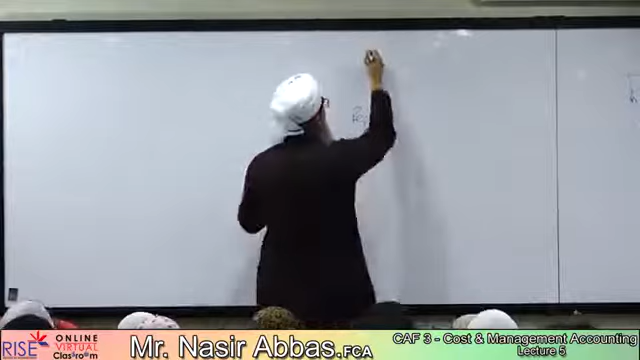 RISE ONLINE VIRTUAL Classroom
Mr. Nasir Abbas.FCA
CAF 3 - Cost & Management Accounting
Lecture 5